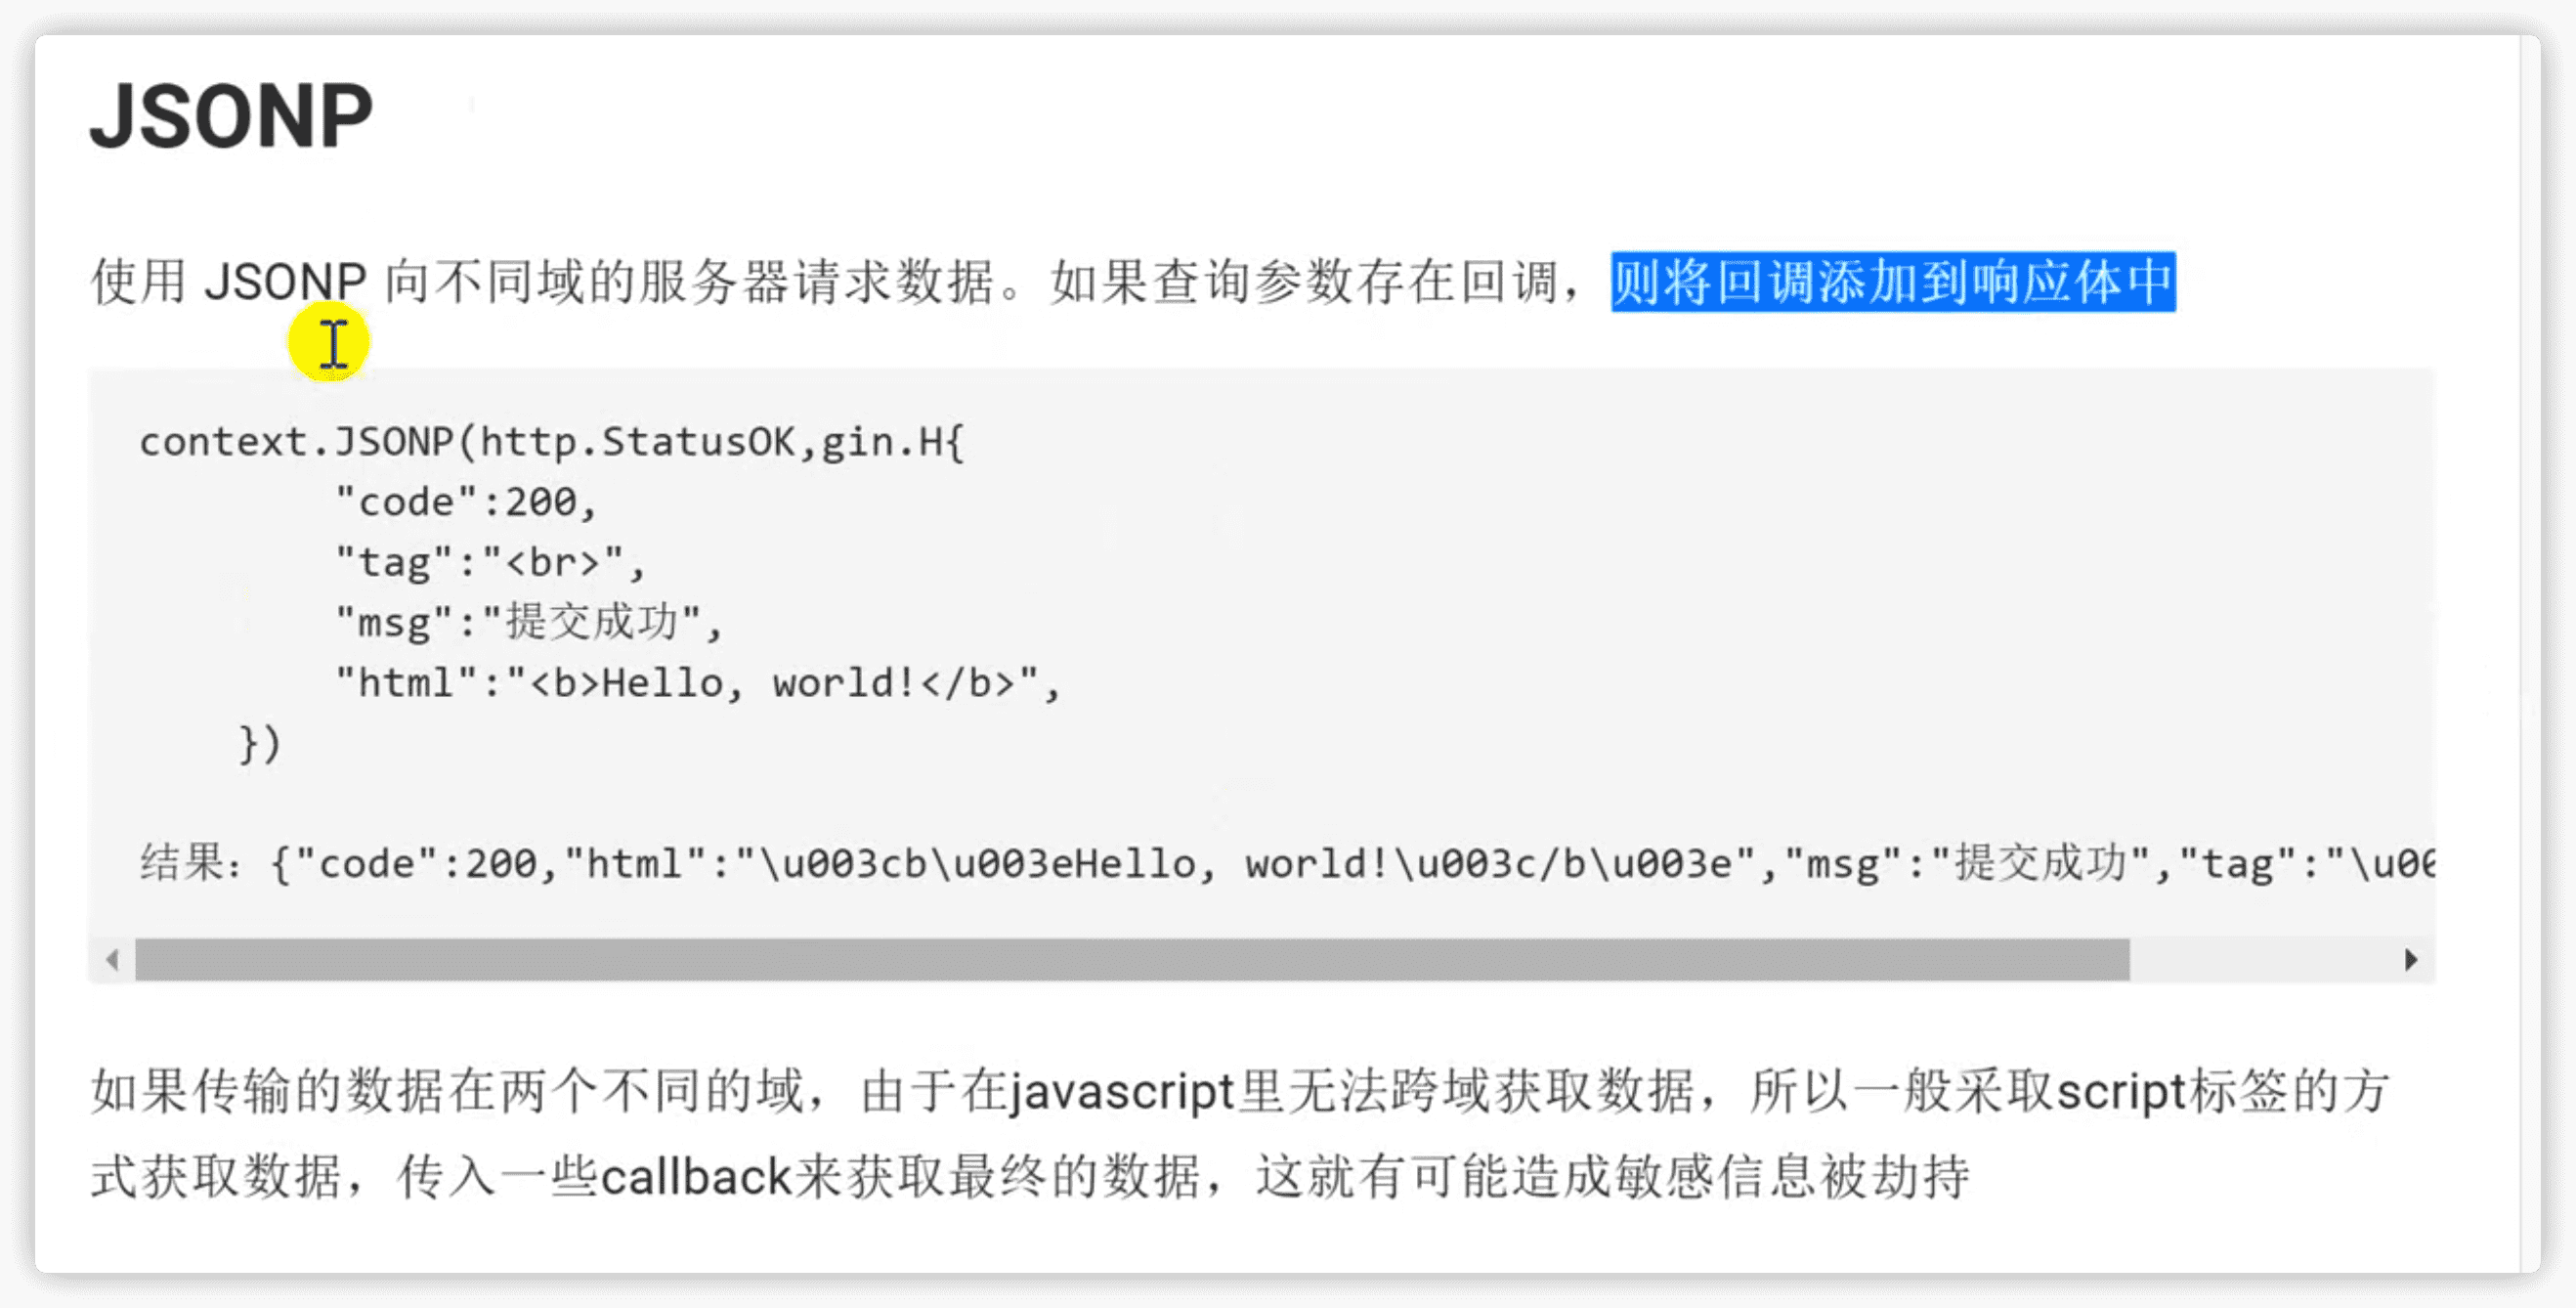 JSONP
使用 JSONP 向不同域的服务器请求数据。如果查询参数存在回调，则将回调添加到响应体中
context.JSONP(http.StatusOK,gin.H{
"code":200,
"tag":"<br>",
"msg":"提交成功",
"html":"<b>Hello, world!</b>",
})
结果：{"code":200,"html":"\u003cb\u003eHello, world!\u003c/b\u003e","msg":"提交成功","tag":"\u00
如果传输的数据在两个不同的域，由于在javascript里无法跨域获取数据，所以一般采取script标签的方
式获取数据，传入一些callback来获取最终的数据，这就有可能造成敏感信息被劫持